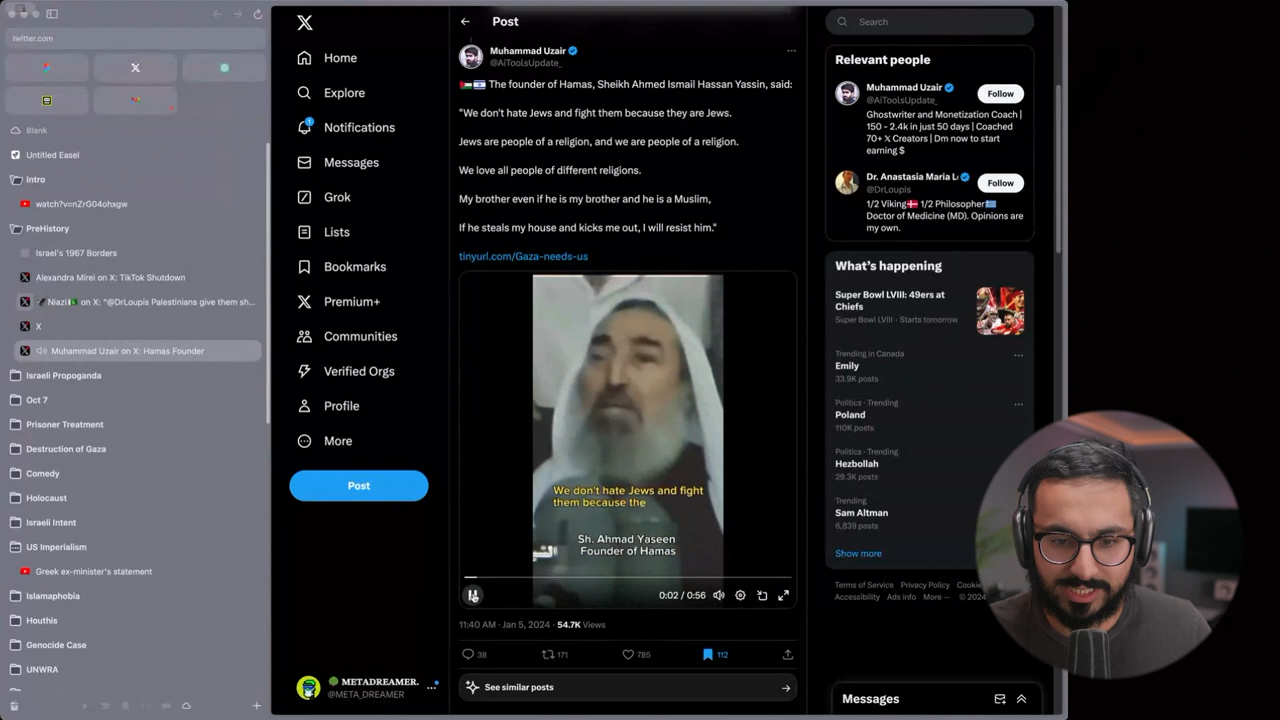 twitter.com
Blank
Untitled Easel
Intro
watch?v=nZrG04ohxgw
PreHistory
Israel's 1967 Borders
Alexandra Mirei on X: TikTok Shutdown
Niazi on X: "@DrLoupis Palestinians give them sh...
X
Muhammad Uzair on X: Hamas Founder
Israeli Propoganda
Oct 7
Prisoner Treatment
Destruction of Gaza
Comedy
Holocaust
Israeli Intent
US Imperialism
Greek ex-minister's statement
Islamaphobia
Houthis
Genocide Case
UNWRA
Home
Explore
1
Notifications
Messages
Grok
Lists
Bookmarks
Premium+
Communities
Verified Orgs
Profile
More
Post
METADREAMER.
@META_DREAMER
Post
Muhammad Uzair
@AiToolsUpdate_
The founder of Hamas, Sheikh Ahmed Ismail Hassan Yassin, said:
"We don't hate Jews and fight them because they are Jews.
Jews are people of a religion, and we are people of a religion.
We love all people of different religions.
My brother even if he is my brother and he is a Muslim,
If he steals my house and kicks me out, I will resist him."
tinyurl.com/Gaza-needs-us
We don't hate Jews and fight
them because the
Sh. Ahmad Yaseen
Founder of Hamas
0:02 / 0:56
11:40 AM · Jan 5, 2024 · 54.7K Views
38
171
785
112
See similar posts
Search
Relevant people
Muhammad Uzair
@AiToolsUpdate_
Follow
Ghostwriter and Monetization Coach |
150 - 2.4k in just 50 days | Coached
70+ X Creators | Dm now to start
earning $
Dr. Anastasia Maria L
@DrLoupis
Follow
1/2 Viking 1/2 Philosopher
Doctor of Medicine (MD). Opinions are
my own.
What's happening
Super Bowl LVIII: 49ers at
Chiefs
Super Bowl LVIII · Starts tomorrow
Trending in Canada
Emily
33.9K posts
Politics · Trending
Poland
110K posts
Politics · Trending
Hezbollah
29.3K posts
Trending
Sam Altman
6,839 posts
Show more
Terms of Service Privacy Policy Cookie
Accessibility Ads info More ··· © 2024
Messages